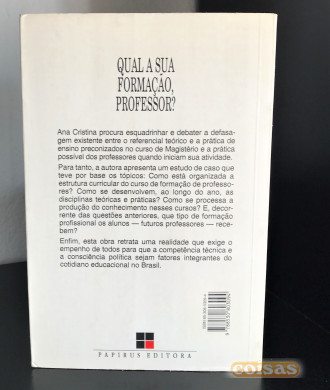 QUAL A SUA
FORMAÇÃO,
PROFESSOR?
Ana Cristina procura esquadrinhar e debater a defasa-
gem existente entre o referencial teórico e a prática de
ensino preconizados no curso de Magistério e a prática
possível dos professores quando iniciam sua atividade.
Para tanto, a autora apresenta um estudo de caso que
teve por base os tópicos: Como está organizada a
estrutura curricular do curso de formação de professo-
res? Como se desenvolvem, ao longo do ano, as
disciplinas teóricas e práticas? Como se processa a
produção do conhecimento nesses cursos? E, decor-
rente das questões anteriores, que tipo de formação
profissional os alunos — futuros professores — rece-
bem?
Enfim, esta obra retrata uma realidade que exige o
empenho de todos para que a competência técnica e
a consciência política sejam fatores integrantes do
cotidiano educacional no Brasil.
PAPIRUS EDITORA
coisas